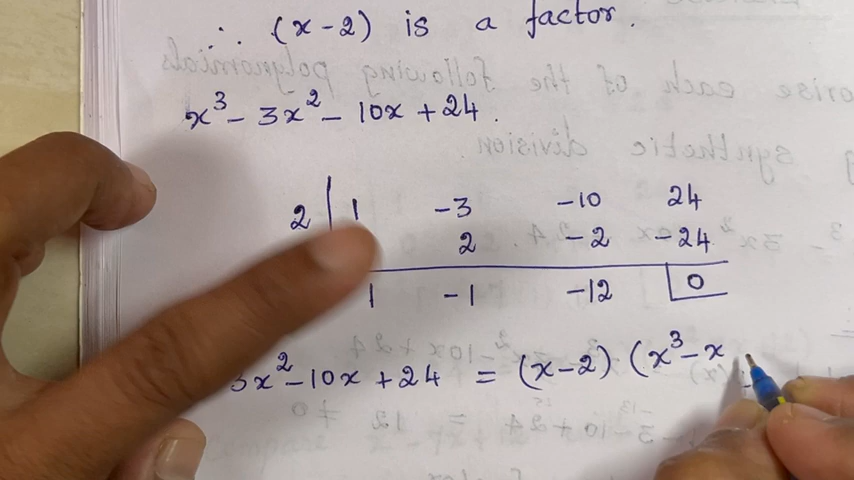 ∴ (x-2) is a factor.
x³ - 3x² - 10x + 24.
2 | 1 -3 -10 24
2 -2 -24
1 -1 -12 0
3x² - 10x + 24 = (x-2) (x³ - x